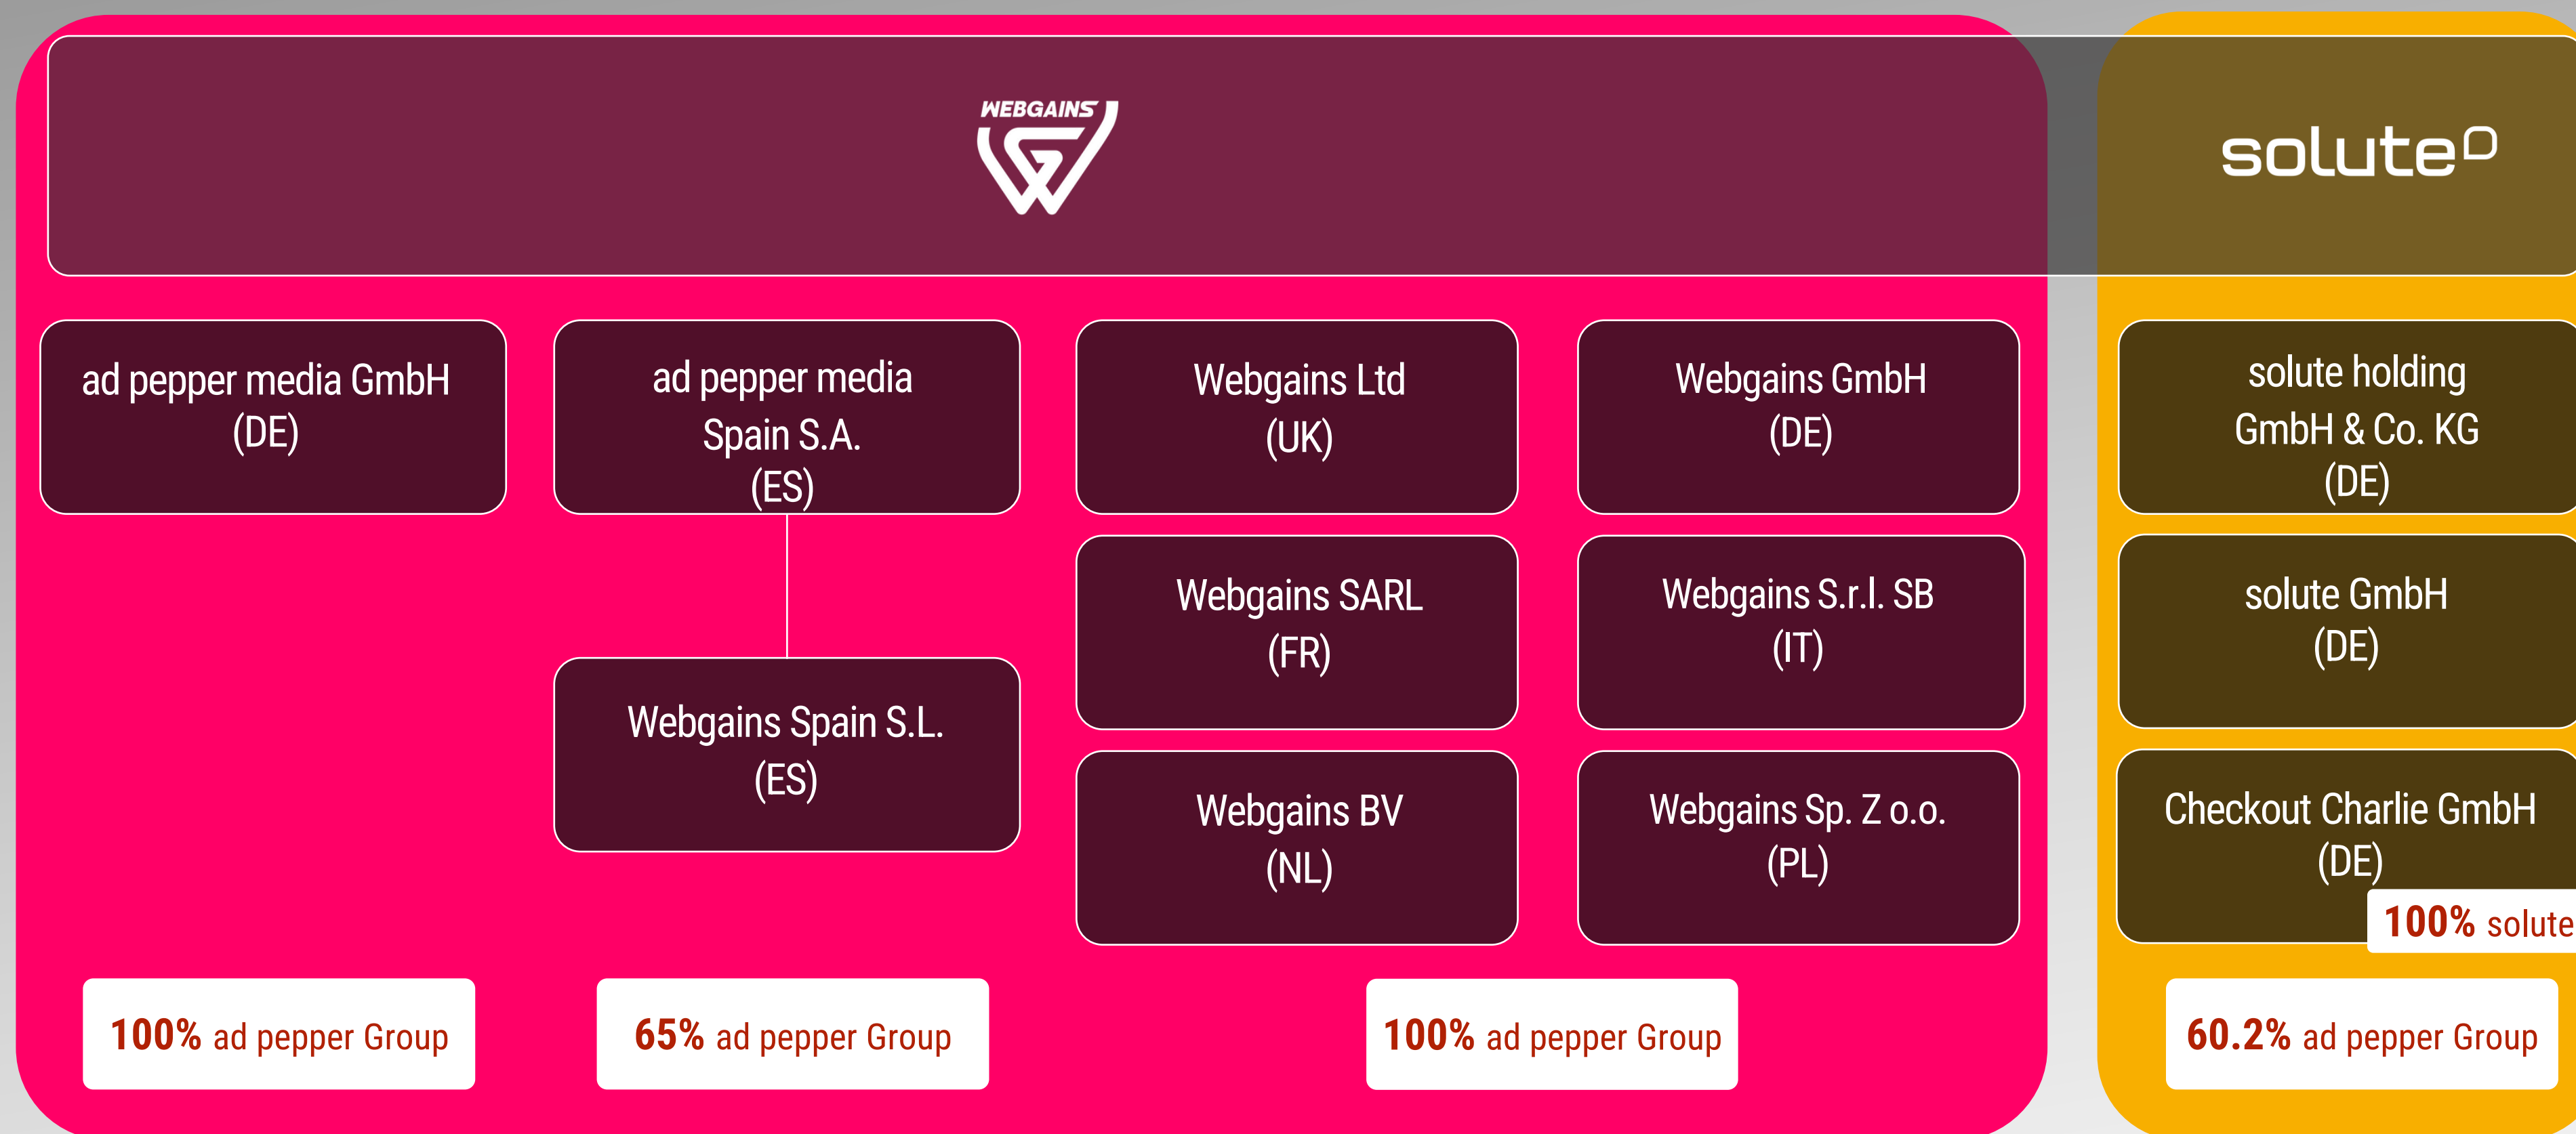 WEBGAINS
solute
ad pepper media GmbH
(DE)
ad pepper media
Spain S.A.
(ES)
Webgains Spain S.L.
(ES)
Webgains Ltd
(UK)
Webgains SARL
(FR)
Webgains BV
(NL)
Webgains GmbH
(DE)
Webgains S.r.l. SB
(IT)
Webgains Sp. Z o.o.
(PL)
solute holding
GmbH & Co. KG
(DE)
solute GmbH
(DE)
Checkout Charlie GmbH
(DE)
100% solute
100% ad pepper Group
65% ad pepper Group
100% ad pepper Group
60.2% ad pepper Group